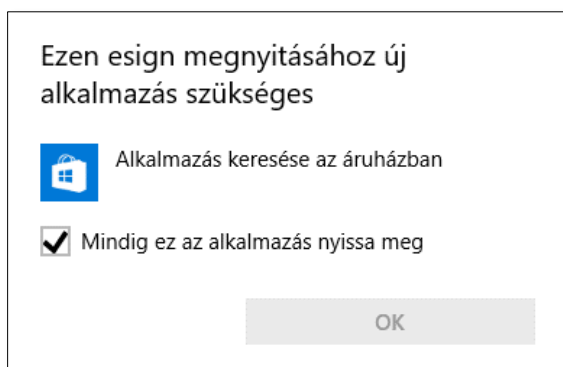 Ezen esign megnyitásához új
alkalmazás szükséges
Alkalmazás keresése az áruházban
Mindig ez az alkalmazás nyissa meg
OK